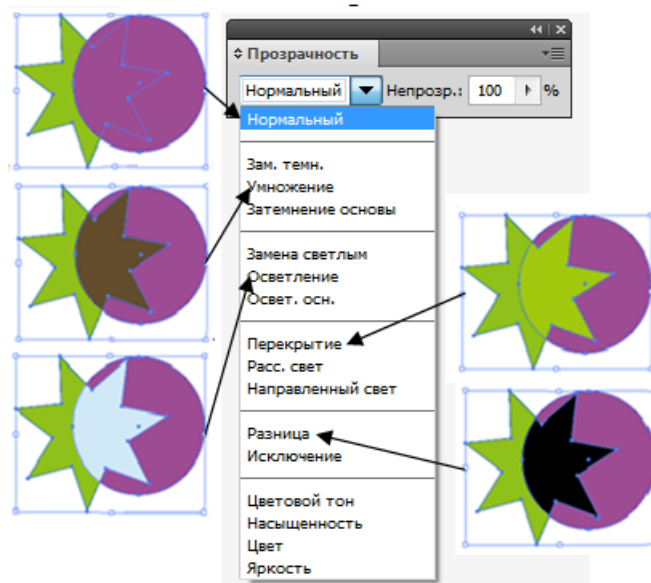 Прозрачность
Нормальный Непрозр.: 100 %
Нормальный
Зам. темн.
Умножение
Затемнение основы
Замена светлым
Осветление
Освет. осн.
Перекрытие
Расс. свет
Направленный свет
Разница
Исключение
Цветовой тон
Насыщенность
Цвет
Яркость